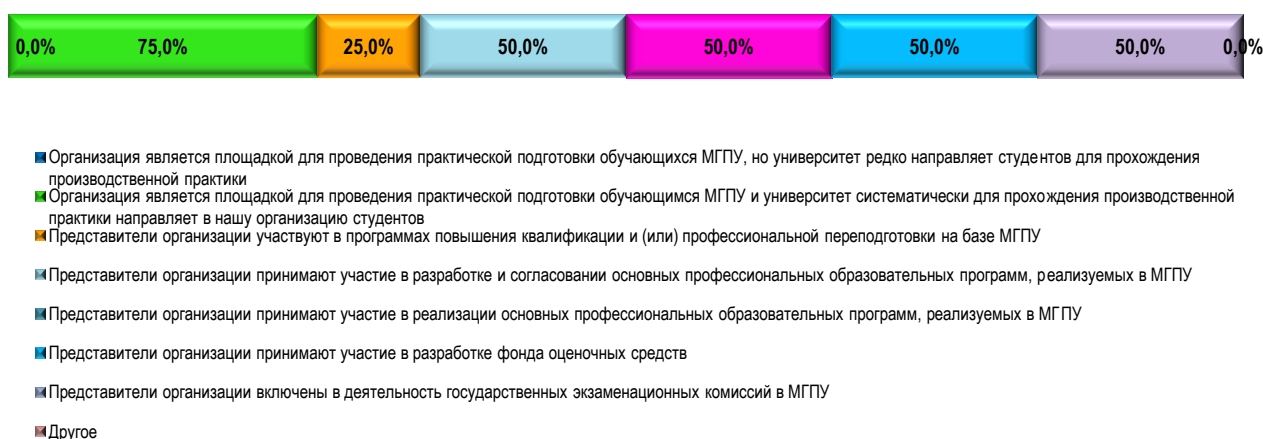 0,0% 75,0% 25,0% 50,0% 50,0% 50,0% 50,0% 0,0%
Организация является площадкой для проведения практической подготовки обучающихся МГПУ, но университет редко направляет студентов для прохождения
производственной практики
Организация является площадкой для проведения практической подготовки обучающимся МГПУ и университет систематически для прохождения производственной
практики направляет в нашу организацию студентов
Представители организации участвуют в программах повышения квалификации и (или) профессиональной переподготовки на базе МГПУ
Представители организации принимают участие в разработке и согласовании основных профессиональных образовательных программ, реализуемых в МГПУ
Представители организации принимают участие в реализации основных профессиональных образовательных программ, реализуемых в МГПУ
Представители организации принимают участие в разработке фонда оценочных средств
Представители организации включены в деятельность государственных экзаменационных комиссий в МГПУ
Другое